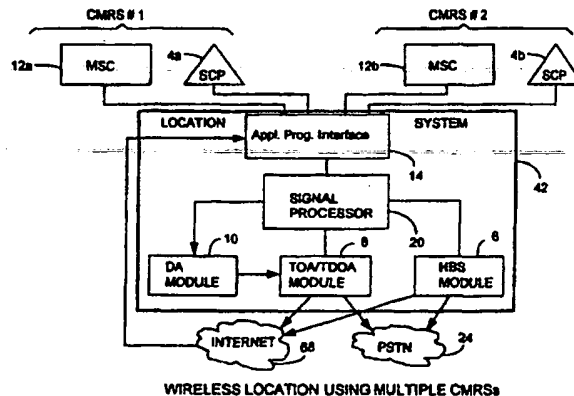 CMRS # 1
CMRS # 2
12a
MSC
4a
SCP
12b
MSC
4b
SCP
LOCATION
Appl. Prog. Interface
SYSTEM
14
42
SIGNAL
PROCESSOR
20
10
8
6
DA
MODULE
TOA/TDOA
MODULE
HBS
MODULE
INTERNET
68
PSTN
24
WIRELESS LOCATION USING MULTIPLE CMRSs